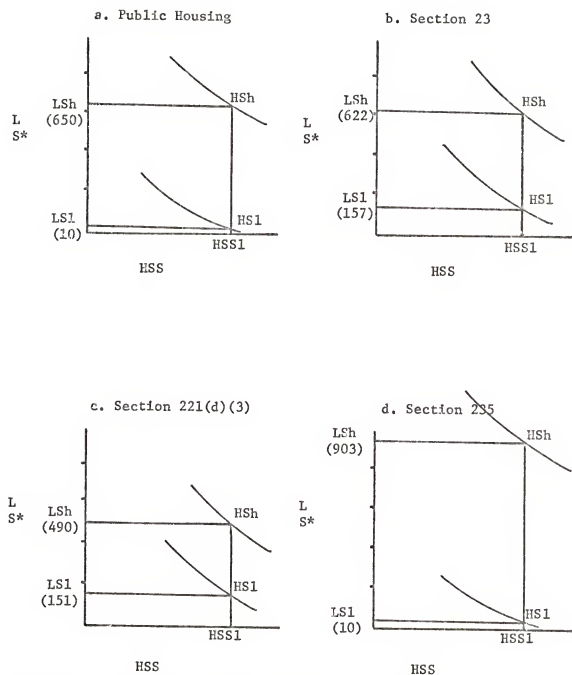 a. Public Housing
LSh
(650)
L
S*
LS1
(10)
HSh
HS1
HSS1
HSS
b. Section 23
LSh
(622)
L
S*
LS1
(157)
HSh
HS1
HSS1
HSS
c. Section 221(d)(3)
LSh
(490)
L
S*
LS1
(151)
HSh
HS1
HSS1
HSS
d. Section 235
LSh
(903)
L
S*
LS1
(10)
HSh
HS1
HSS1
HSS